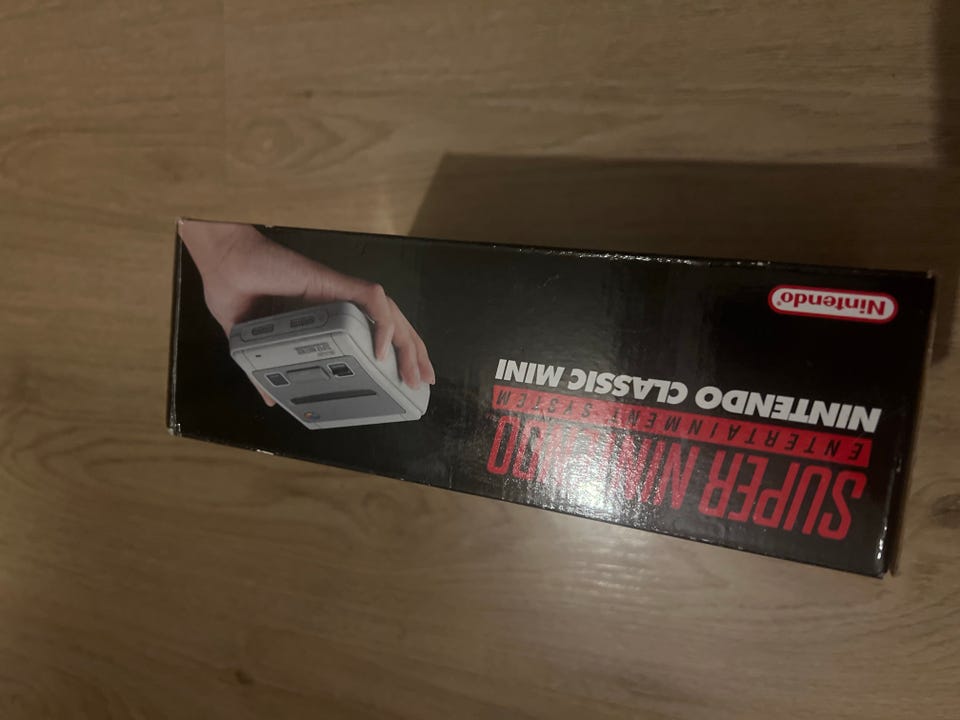 Nintendo®
NINTENDO CLASSIC MINI
ENTERTAINMENT SYSTEM
SUPER NINTENDO